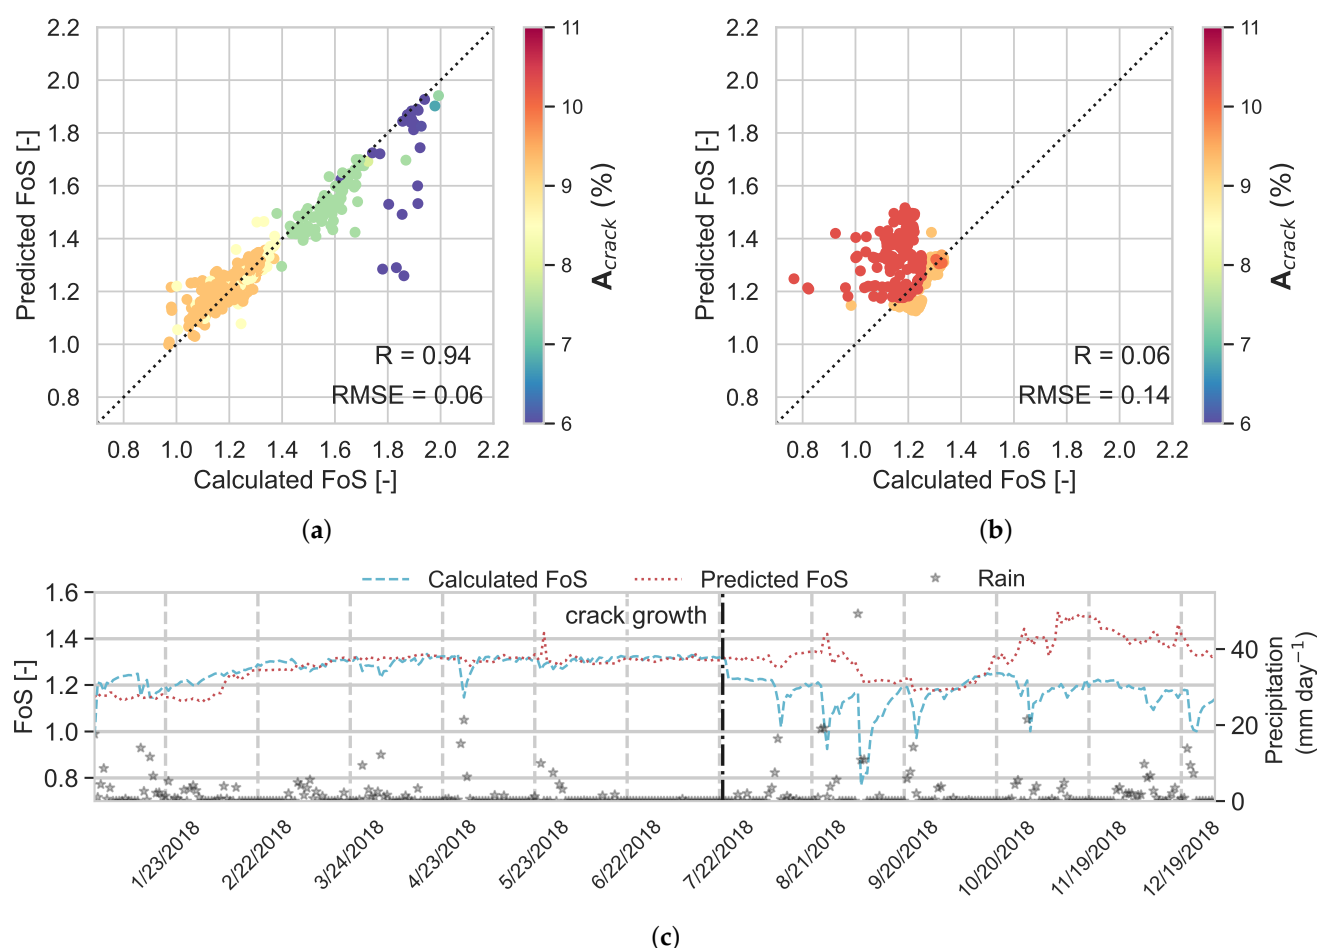 2.2
2.0
1.8
1.6
1.4
1.2
1.0
0.8
Predicted FoS [-]
R = 0.94
RMSE = 0.06
0.8 1.0 1.2 1.4 1.6 1.8 2.0 2.2
Calculated FoS [-]
11
10
9
8
7
6
A_crack (%)
(a)
2.2
2.0
1.8
1.6
1.4
1.2
1.0
0.8
Predicted FoS [-]
R = 0.06
RMSE = 0.14
0.8 1.0 1.2 1.4 1.6 1.8 2.0 2.2
Calculated FoS [-]
11
10
9
8
7
6
A_crack (%)
(b)
Calculated FoS Predicted FoS Rain
crack growth
1.6
1.4
1.2
1.0
0.8
FoS [-]
40
20
0
Precipitation
(mm day⁻¹)
1/23/2018 2/22/2018 3/24/2018 4/23/2018 5/23/2018 6/22/2018 7/22/2018 8/21/2018 9/20/2018 10/20/2018 11/19/2018 12/19/2018
(c)